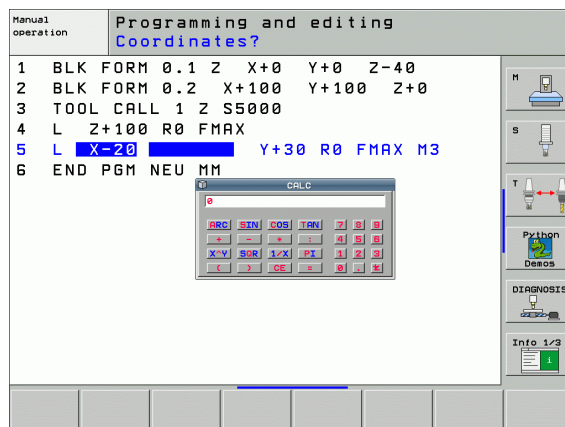 Manual operation
Programming and editing
Coordinates?
1 BLK FORM 0.1 Z X+0 Y+0 Z-40
2 BLK FORM 0.2 X+100 Y+100 Z+0
3 TOOL CALL 1 Z S5000
4 L Z+100 R0 FMAX
5 L X-20 Y+30 R0 FMAX M3
6 END PGM NEU MM
CALC
0
ARC SIN COS TAN 7 8 9
+ - * : 4 5 6
X^Y SQR 1/X PI 1 2 3
( ) CE = 0 .
M
S
T
Python
Demos
DIAGNOSIS
Info 1/3
i